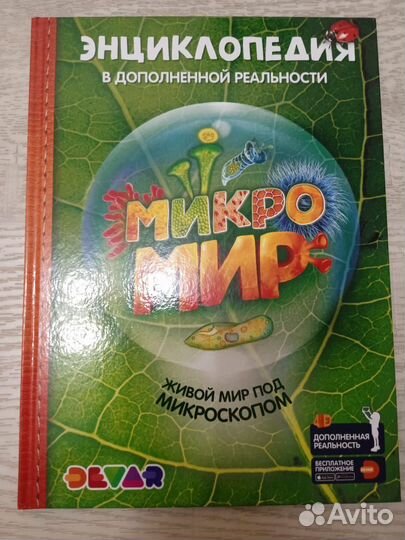 ЭНЦИКЛОПЕДИЯ
В ДОПОЛНЕННОЙ РЕАЛЬНОСТИ
МИКРО
МИР
ЖИВОЙ МИР ПОД
МИКРОСКОПОМ
ДОПОЛНЕННАЯ
РЕАЛЬНОСТЬ
БЕСПЛАТНОЕ
ПРИЛОЖЕНИЕ
DEVAR
Avito